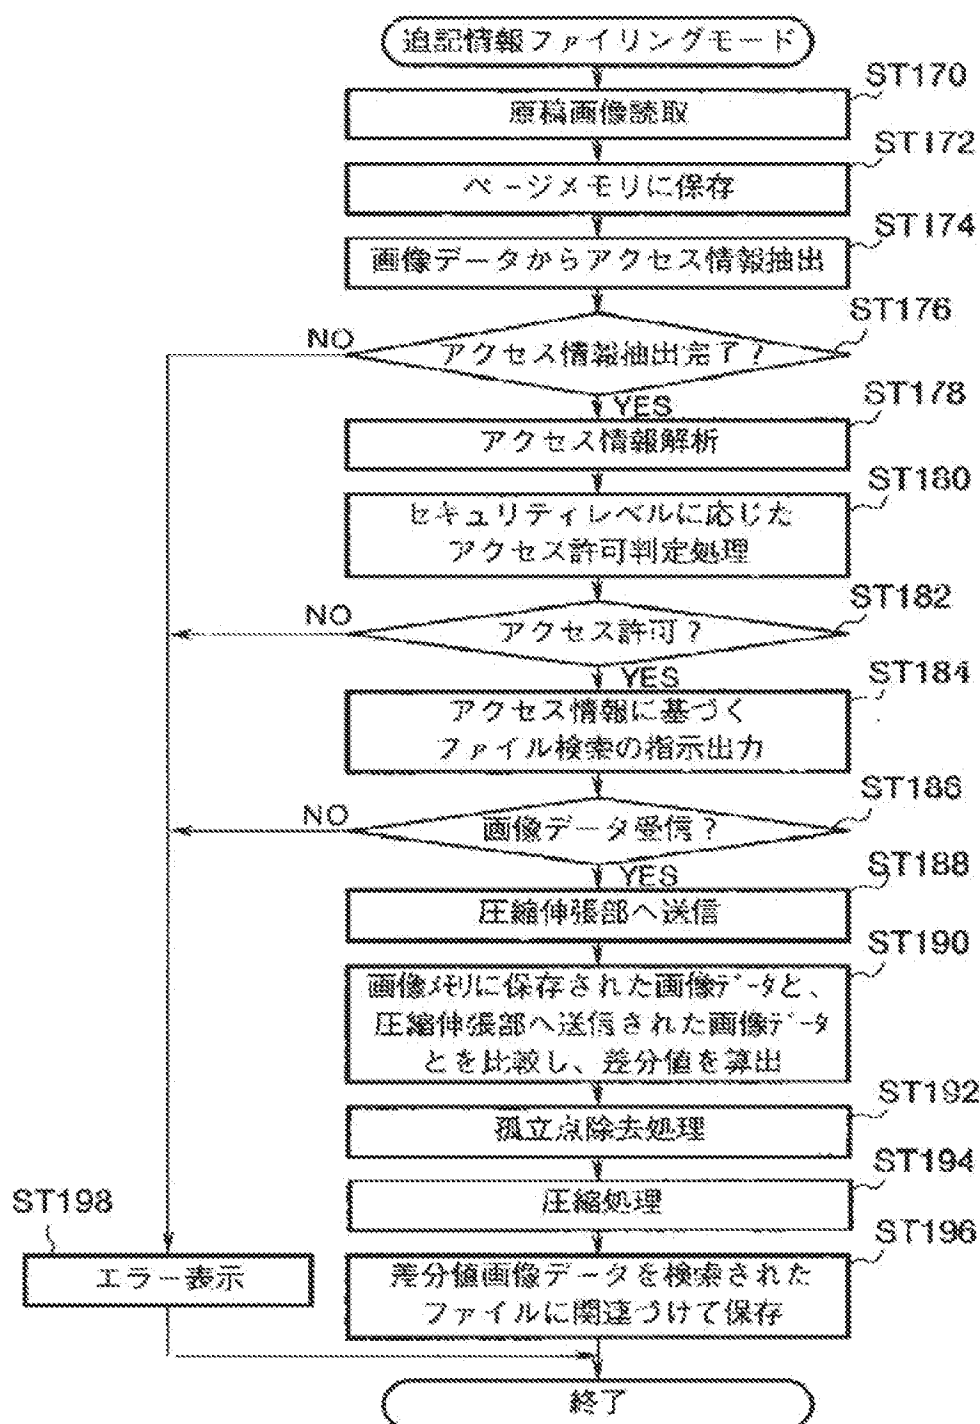 追記情報ファイリングモード
ST170
原稿画像読取
ST172
ページメモリに保存
ST174
画像データからアクセス情報抽出
ST176
アクセス情報抽出完了？
NO
YES
ST178
アクセス情報解析
ST180
セキュリティレベルに応じた
アクセス許可判定処理
ST182
アクセス許可？
NO
YES
ST184
アクセス情報に基づく
ファイル検索の指示出力
ST186
画像データ受信？
NO
YES
ST188
圧縮伸張部へ送信
ST190
画像メモリに保存された画像データと、
圧縮伸張部へ送信された画像データ
とを比較し、差分値を算出
ST192
孤立点除去処理
ST194
圧縮処理
ST196
差分値画像データを検索された
ファイルに関連づけて保存
ST198
エラー表示
終了